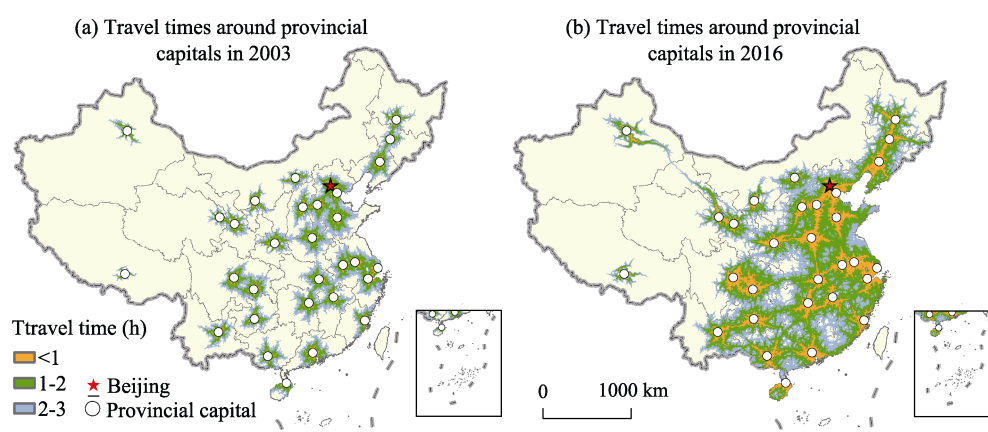 (a) Travel times around provincial
capitals in 2003
(b) Travel times around provincial
capitals in 2016
Ttravel time (h)
<1
1-2
2-3
Beijing
Provincial capital
0 1000 km